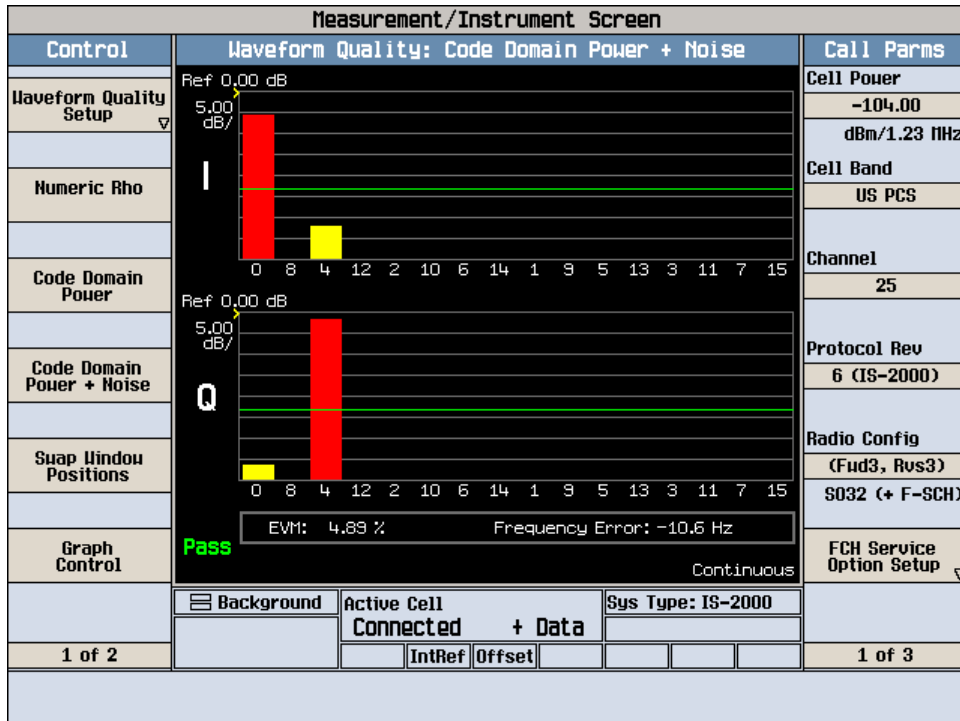 Measurement/Instrument Screen
Control
Waveform Quality Setup
Numeric Rho
Code Domain Power
Code Domain Power + Noise
Swap Window Positions
Graph Control
1 of 2
Waveform Quality: Code Domain Power + Noise
Ref 0.00 dB
5.00
dB/
I
0 8 4 12 2 10 6 14 1 9 5 13 3 11 7 15
Ref 0.00 dB
5.00
dB/
Q
0 8 4 12 2 10 6 14 1 9 5 13 3 11 7 15
EVM: 4.89 % Frequency Error: -10.6 Hz
Pass
Continuous
Background
Active Cell
Connected + Data
Sys Type: IS-2000
IntRef Offset
Call Parms
Cell Power
-104.00
dBm/1.23 MHz
Cell Band
US PCS
Channel
25
Protocol Rev
6 (IS-2000)
Radio Config
(Fwd3, Rvs3)
SO32 (+ F-SCH)
FCH Service
Option Setup
1 of 3